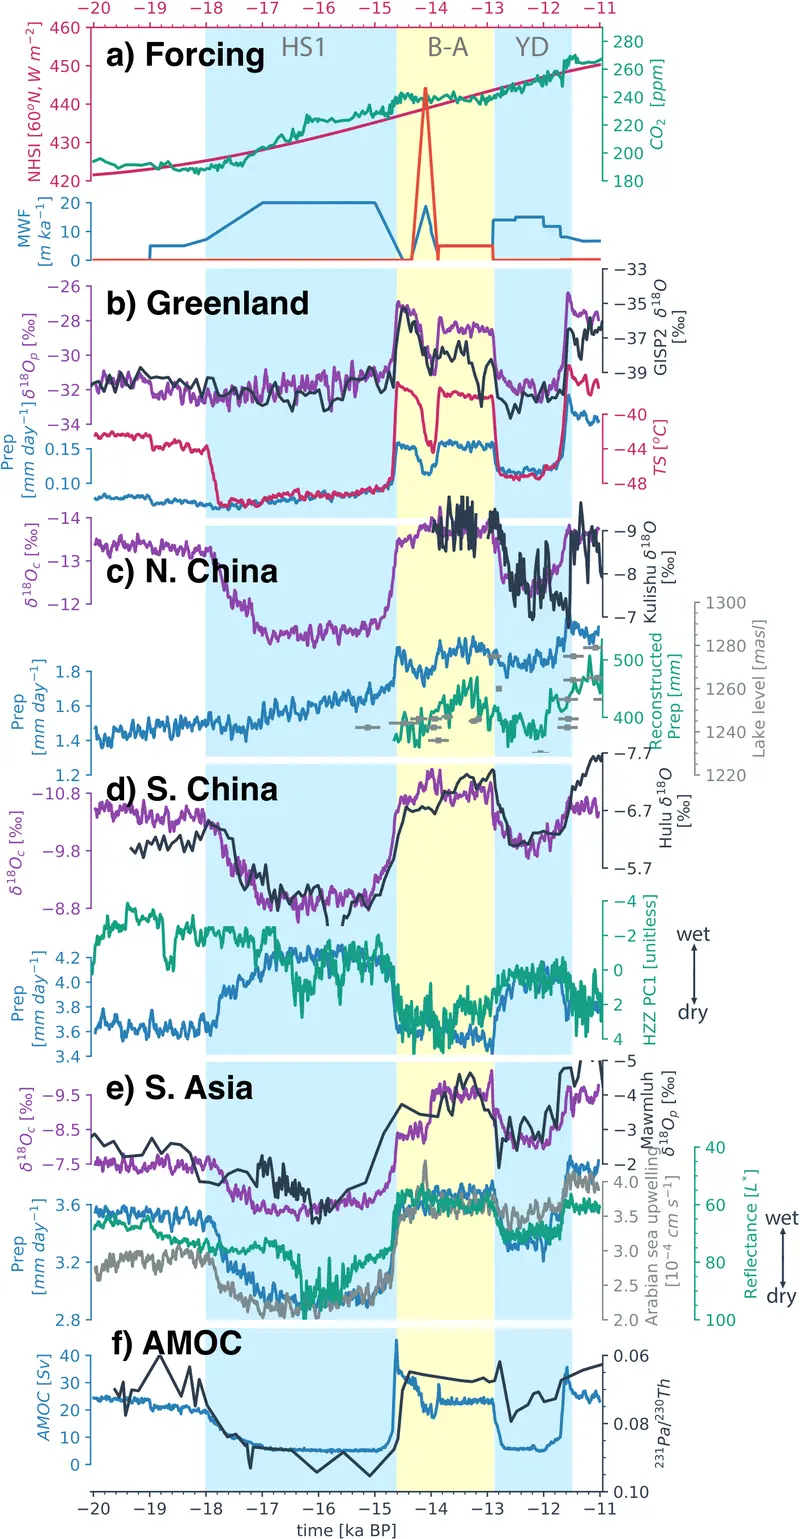 −20 −19 −18 −17 −16 −15 −14 −13 −12 −11
a) Forcing
HS1
B-A
YD
NHSI [60°N, W m⁻²]
460
450
440
430
420
CO₂ [ppm]
280
260
240
220
200
180
MWF
[m ka⁻¹]
20
10
0
b) Greenland
δ¹⁸Oₚ [‰]
−26
−28
−30
−32
−34
GISP2 δ¹⁸O
[‰]
−33
−35
−37
−39
Prep
[mm day⁻¹]
0.15
0.10
TS [°C]
−40
−44
−48
c) N. China
δ¹⁸O꜀ [‰]
−14
−13
−12
Kulishu δ¹⁸O
[‰]
−9
−8
−7
Prep
[mm day⁻¹]
1.8
1.6
1.4
1.2
Reconstructed
Prep [mm]
500
400
Lake level [masl]
1300
1280
1260
1240
1220
d) S. China
δ¹⁸O꜀ [‰]
−10.8
−9.8
−8.8
Hulu δ¹⁸O
[‰]
−7.7
−6.7
−5.7
Prep
[mm day⁻¹]
4.2
4.0
3.8
3.6
3.4
HZZ PC1 [unitless]
−4
−2
0
2
4
wet
dry
e) S. Asia
δ¹⁸O꜀ [‰]
−9.5
−8.5
−7.5
Mawmluh
δ¹⁸Oₚ [‰]
−5
−4
−3
−2
Prep
[mm day⁻¹]
3.6
3.2
2.8
Arabian sea upwelling
[10⁻⁴ cm s⁻¹]
4.0
3.5
3.0
2.5
2.0
Reflectance [L*]
40
60
80
100
wet
dry
f) AMOC
AMOC [Sv]
40
30
20
10
0
²³¹Pa/²³⁰Th
0.06
0.08
0.10
−20 −19 −18 −17 −16 −15 −14 −13 −12 −11
time [ka BP]